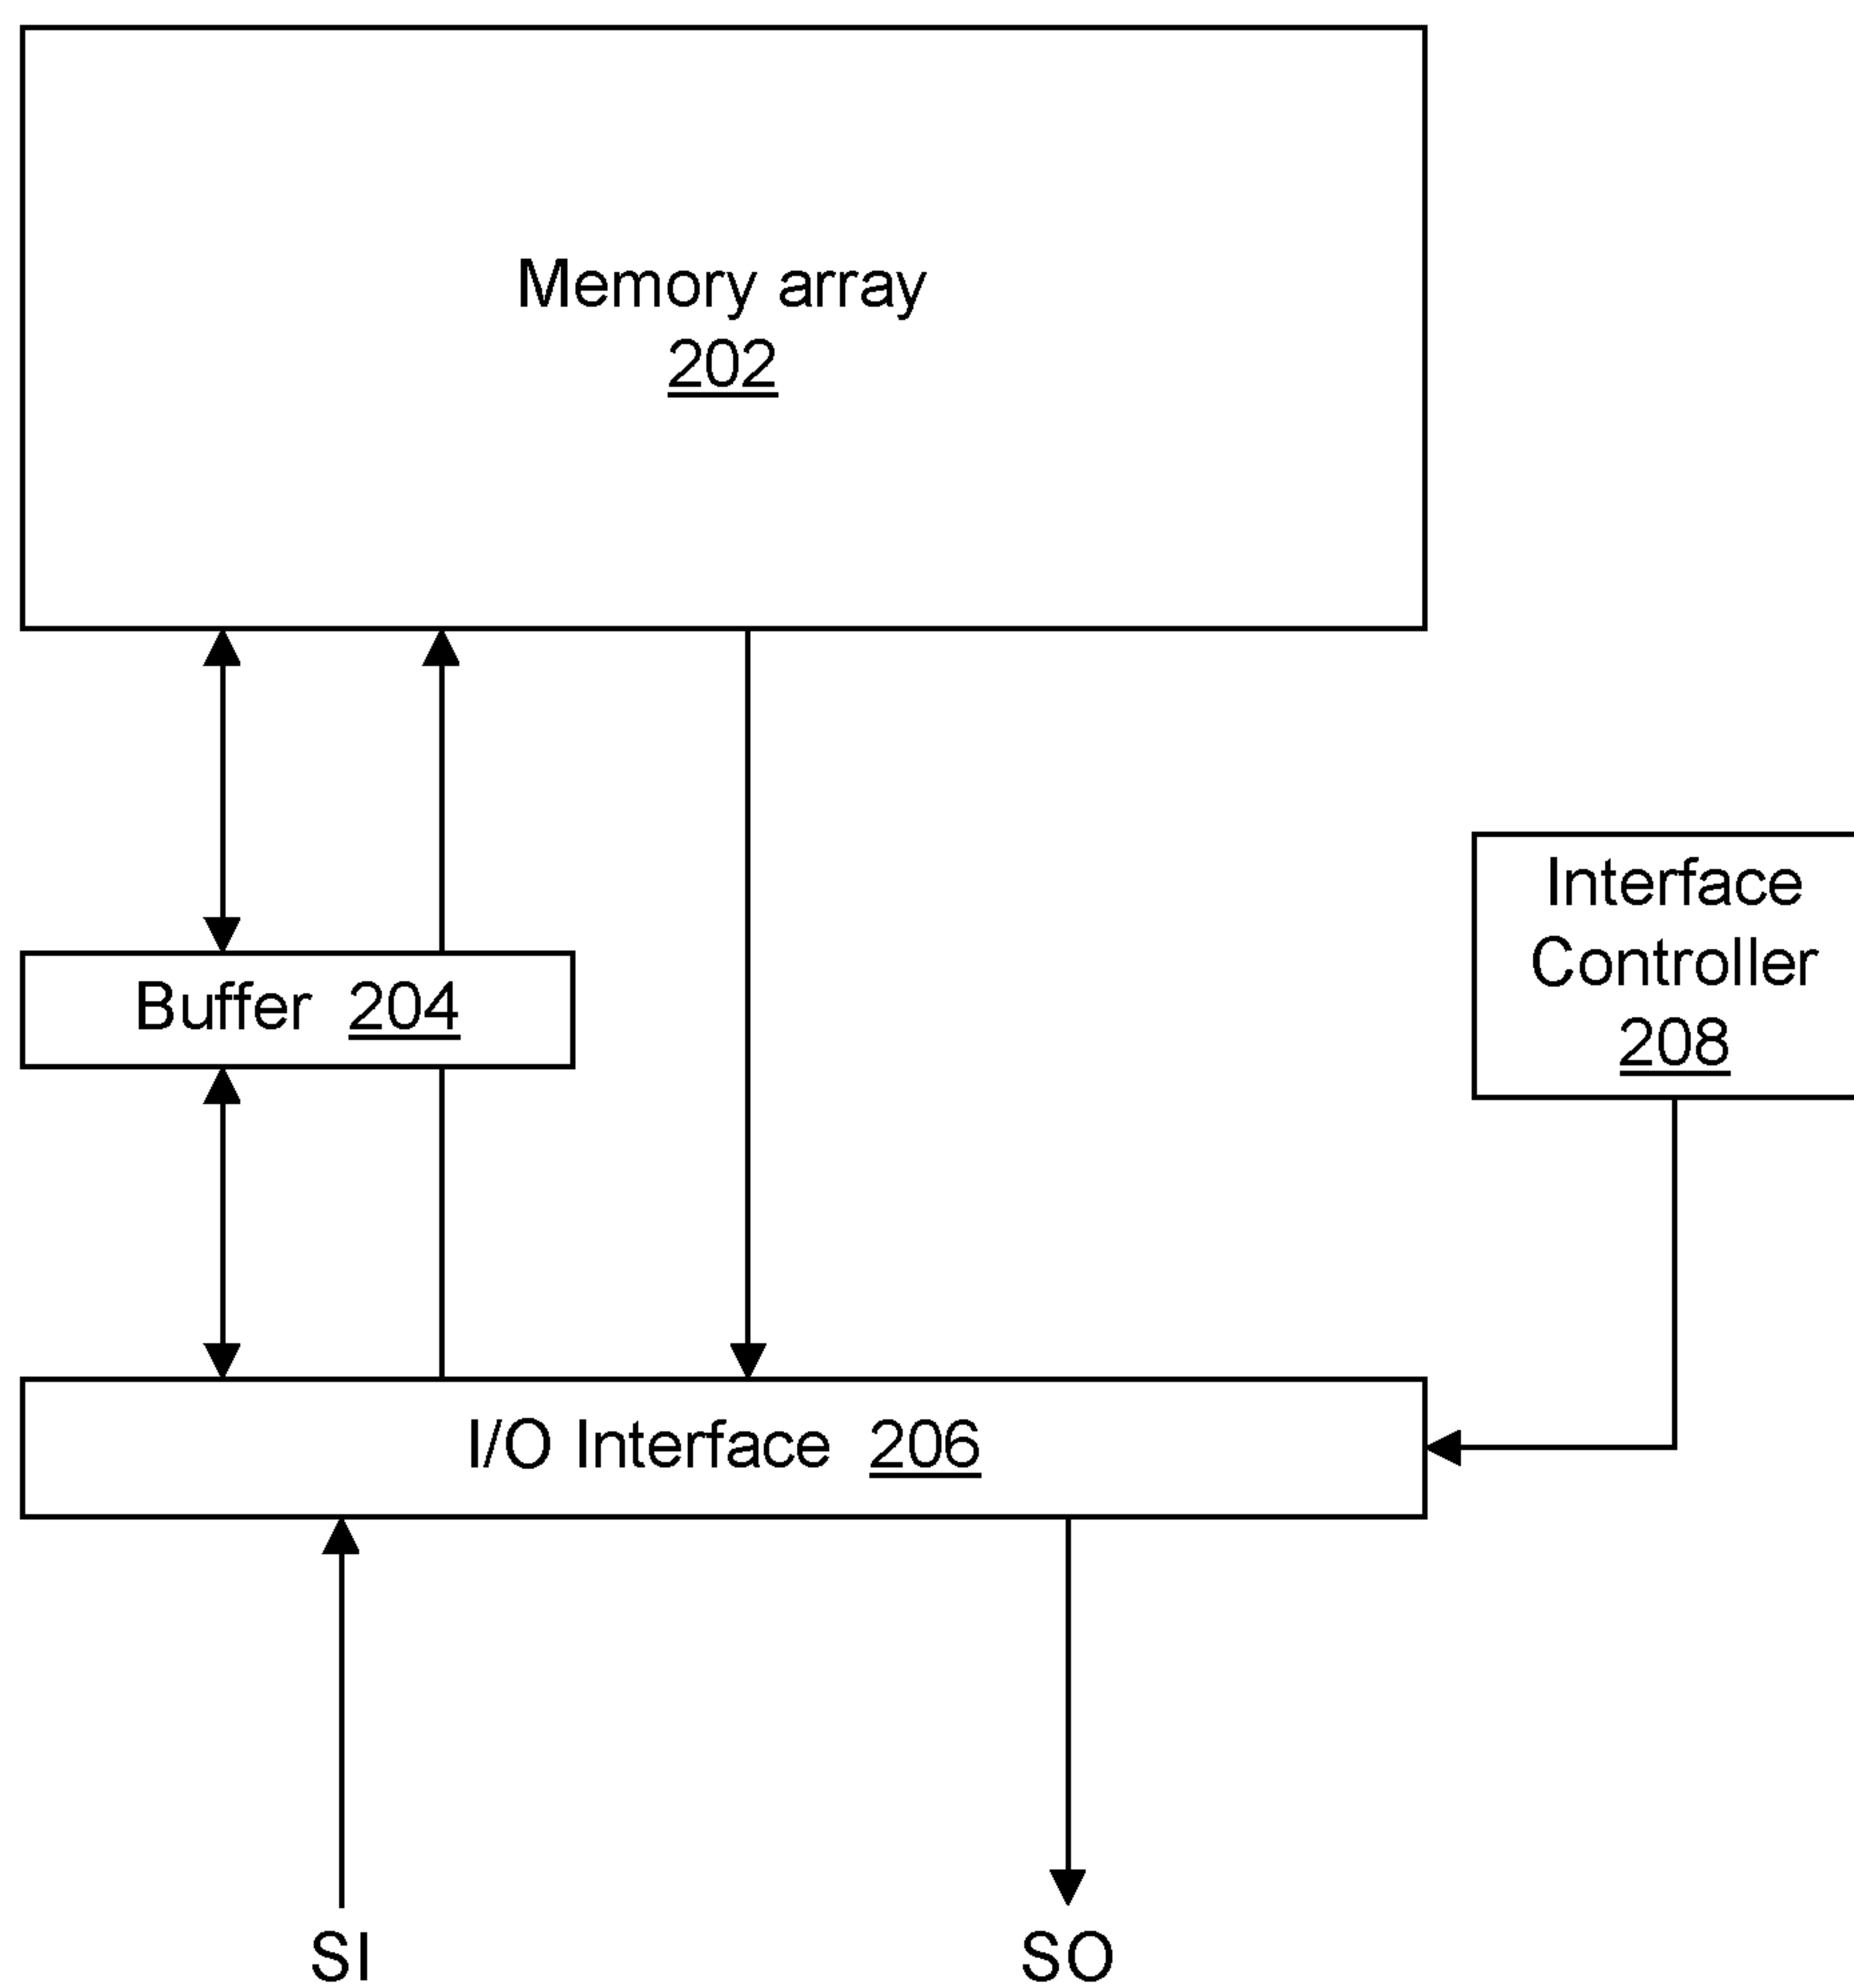 Memory array
202
Buffer 204
Interface
Controller
208
I/O Interface 206
SI
SO